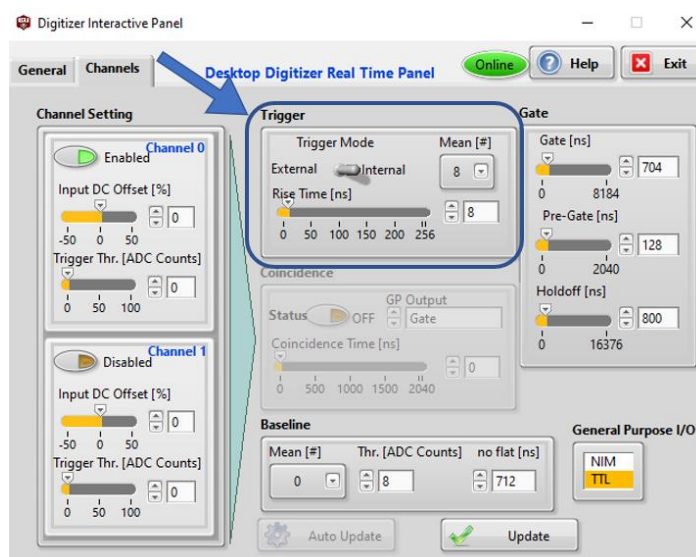 Digitizer Interactive Panel
General
Channels
Desktop Digitizer Real Time Panel
Online
Help
Exit
Channel Setting
Channel 0
Enabled
Input DC Offset [%]
0
-50 0 50
Trigger Thr. [ADC Counts]
0
0 50 100
Channel 1
Disabled
Input DC Offset [%]
0
-50 0 50
Trigger Thr. [ADC Counts]
0
0 50 100
Trigger
Trigger Mode
Mean [#]
External
Internal
8
Rise Time [ns]
8
0 50 100 150 200 256
Coincidence
GP Output
Status
OFF
Gate
Coincidence Time [ns]
0
0 500 1000 1500 2040
Baseline
Mean [#]
Thr. [ADC Counts]
no flat [ns]
0
8
712
Auto Update
Update
Gate
Gate [ns]
704
0 8184
Pre-Gate [ns]
128
0 2040
Holdoff [ns]
800
0 16376
General Purpose I/O
NIM
TTL